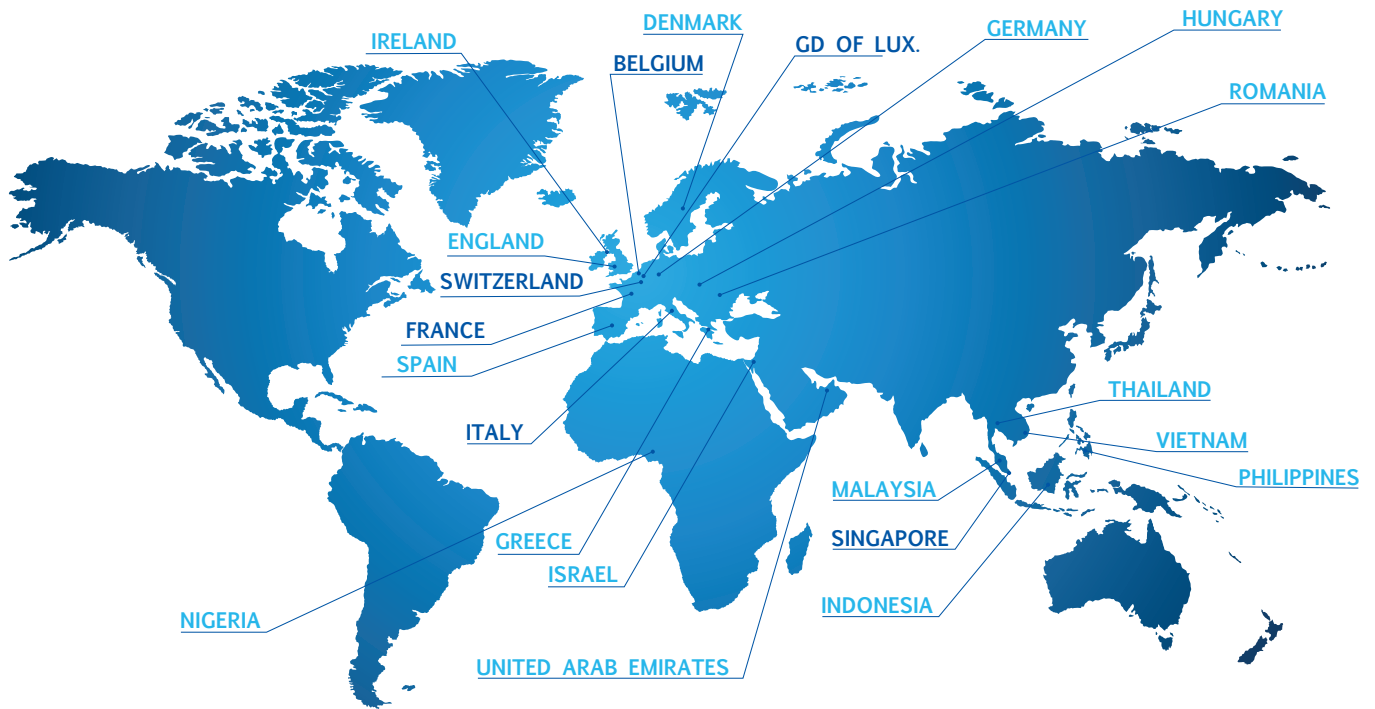 DENMARK
HUNGARY
IRELAND
GERMANY
GD OF LUX.
BELGIUM
ROMANIA
ENGLAND
SWITZERLAND
FRANCE
SPAIN
THAILAND
ITALY
VIETNAM
PHILIPPINES
MALAYSIA
SINGAPORE
GREECE
ISRAEL
INDONESIA
NIGERIA
UNITED ARAB EMIRATES